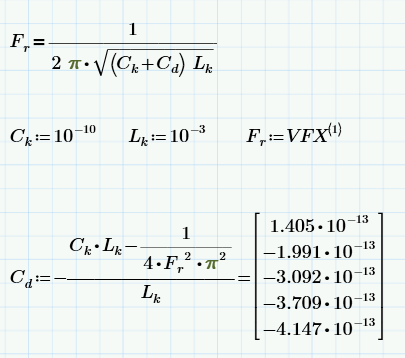 F_r = 1 / (2 π · √((C_k + C_d) L_k))
C_k := 10^−10    L_k := 10^−3    F_r := VFX^⟨1⟩
C_d := −(C_k · L_k − 1 / (4 · F_r^2 · π^2)) / L_k = [1.405 · 10^−13
−1.991 · 10^−13
−3.092 · 10^−13
−3.709 · 10^−13
−4.147 · 10^−13]